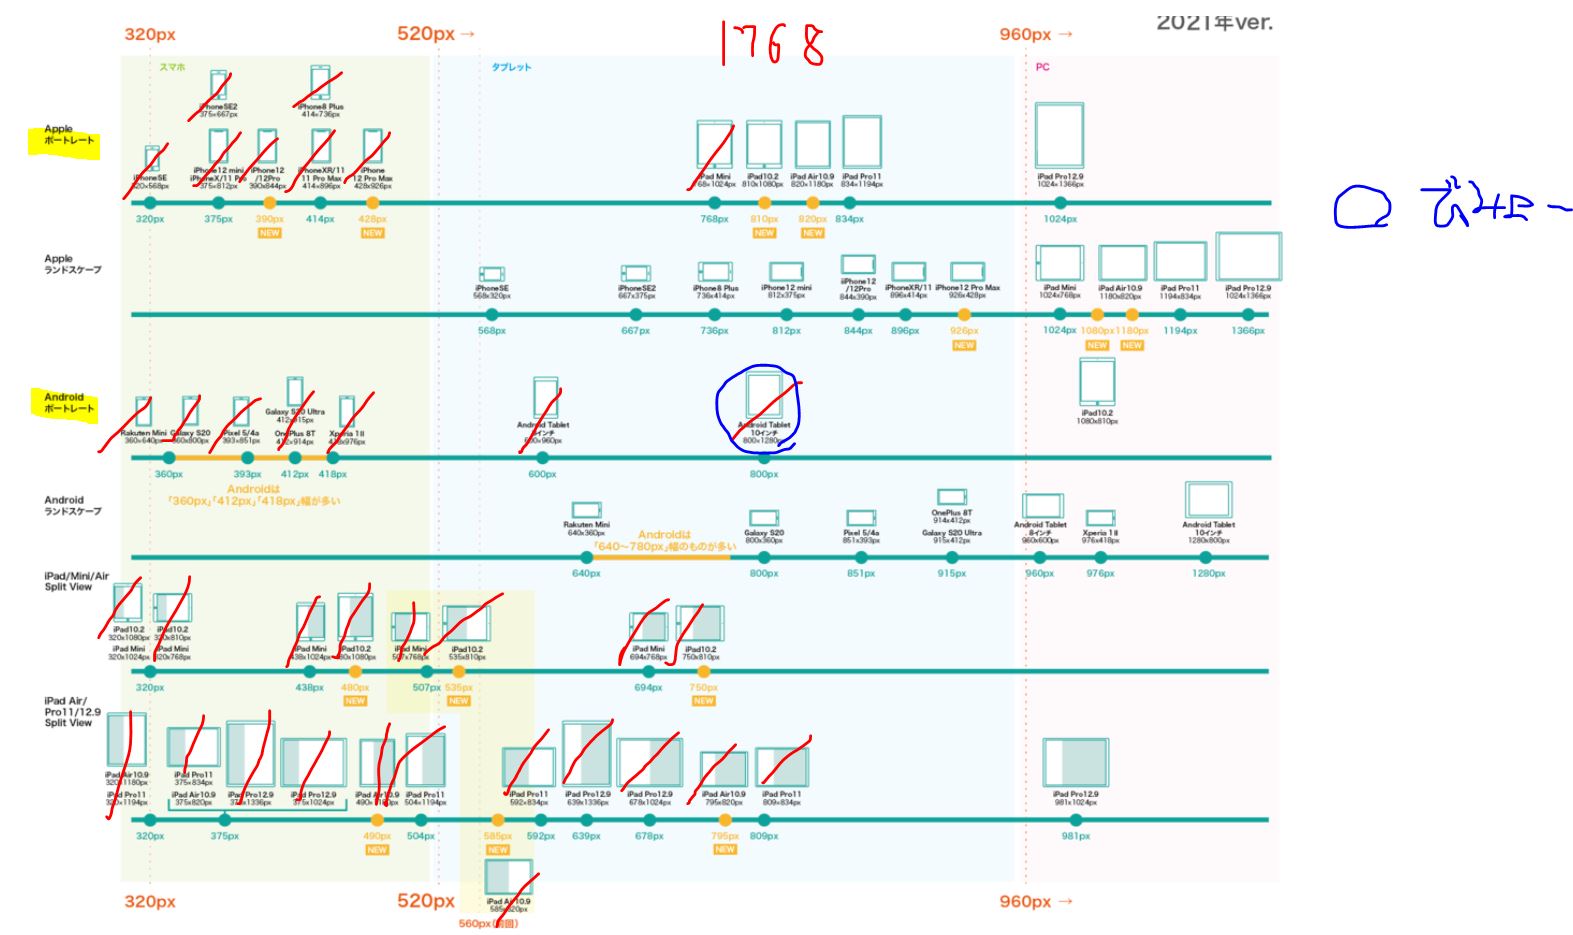 320px
520px →
1768
960px →
2021年ver.
スマホ
タブレット
PC
iPhoneSE2
375×667px
iPhone8 Plus
414×736px
Apple
ポートレート
iPhoneSE
320×568px
iPhone12 mini
iPhoneX/11 Pro
375×812px
iPhone12
/12Pro
390x844px
iPhoneXR/11
11 Pro Max
414×896px
iPhone
12 Pro Max
428x926px
iPad Mini
768×1024px
iPad10.2
810x1080px
iPad Air10.9
820x1180px
iPad Pro11
834×1194px
iPad Pro12.9
1024×1366px
320px
375px
390px
NEW
414px
428px
NEW
768px
810px
NEW
820px
NEW
834px
1024px
Apple
ランドスケープ
iPhoneSE
568x320px
iPhoneSE2
667x375px
iPhone8 Plus
736x414px
iPhone12 mini
812x375px
iPhone12
/12Pro
844x390px
iPhoneXR/11
896x414px
iPhone12 Pro Max
926x428px
iPad Mini
1024x768px
iPad Air10.9
1180x820px
iPad Pro11
1194x834px
iPad Pro12.9
1024x1366px
568px
667px
736px
812px
844px
896px
926px
NEW
1024px
1080px
NEW
1180px
NEW
1194px
1366px
iPad10.2
1080x810px
Android
ポートレート
Rakuten Mini
360×640px
Galaxy S20
360x800px
Pixel 5/4a
393×851px
Galaxy S20 Ultra
412x915px
OnePlus 8T
412x914px
Xperia 1II
418x976px
Android Tablet
8インチ
600x960px
Android Tablet
10インチ
800x1280px
360px
393px
412px
418px
600px
800px
Androidは
「360px」「412px」「418px」幅が多い
Android
ランドスケープ
Rakuten Mini
640x360px
Androidは
「640〜780px」幅のものが多い
Galaxy S20
800x360px
Pixel 5/4a
851x393px
OnePlus 8T
914x412px
Galaxy S20 Ultra
915x412px
Android Tablet
8インチ
960x600px
Xperia 1II
976x418px
Android Tablet
10インチ
1280x800px
640px
800px
851px
915px
960px
976px
1280px
iPad/Mini/Air
Split View
iPad10.2
320x1080px
iPad Mini
320x1024px
iPad10.2
320x810px
iPad Mini
320x768px
iPad Mini
438x1024px
iPad10.2
480x1080px
iPad Mini
507x768px
iPad10.2
535x810px
iPad Mini
694x768px
iPad10.2
750x810px
320px
438px
480px
NEW
507px
535px
NEW
694px
750px
NEW
iPad Air/
Pro11/12.9
Split View
iPad Air10.9
320x1180px
iPad Pro11
320x1194px
iPad Pro11
375x834px
iPad Air10.9
375x820px
iPad Pro12.9
375x1336px
iPad Pro12.9
375x1024px
iPad Air10.9
490x1180px
iPad Pro11
504x1194px
iPad Pro11
592x834px
iPad Pro12.9
639x1336px
iPad Pro12.9
678x1024px
iPad Air10.9
795x820px
iPad Pro11
809x834px
iPad Pro12.9
981x1024px
320px
375px
490px
NEW
504px
585px
NEW
592px
639px
678px
795px
NEW
809px
981px
iPad Air10.9
585x820px
320px
520px →
560px(前回)
960px →